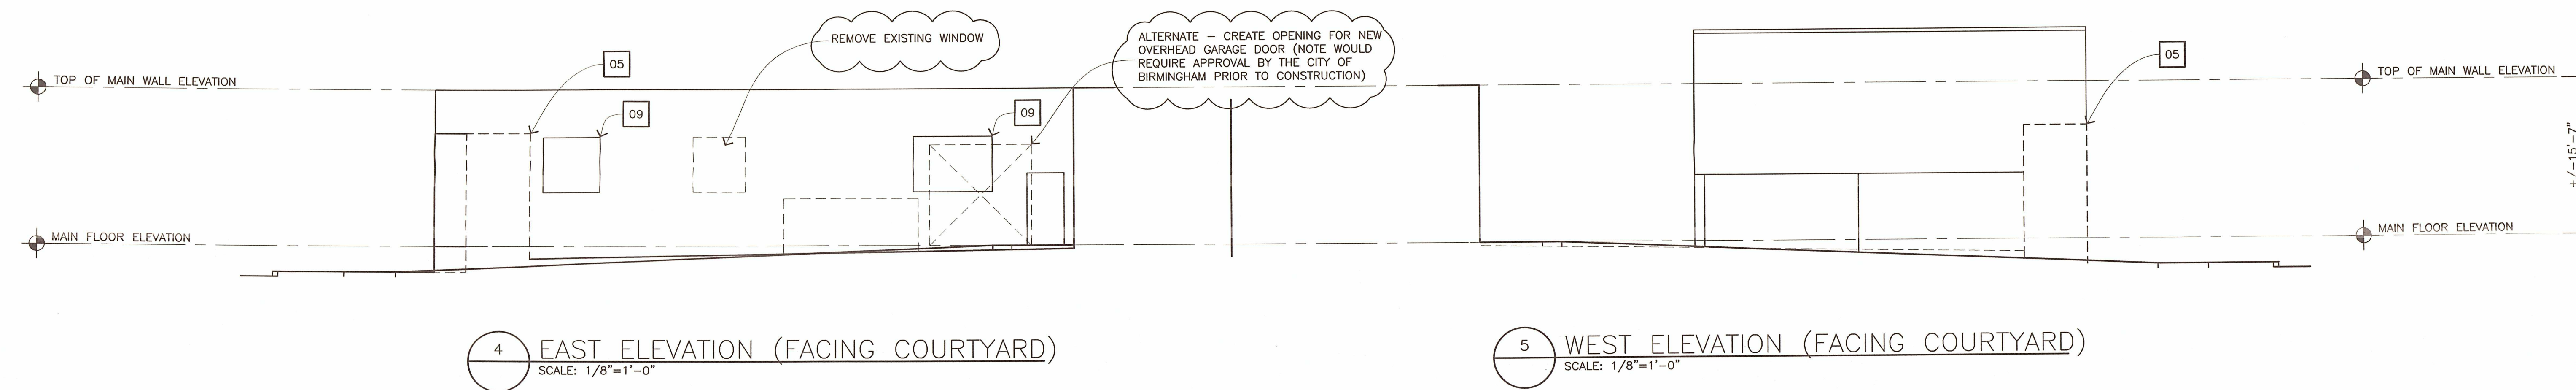 REMOVE EXISTING WINDOW
ALTERNATE – CREATE OPENING FOR NEW
OVERHEAD GARAGE DOOR (NOTE WOULD
REQUIRE APPROVAL BY THE CITY OF
BIRMINGHAM PRIOR TO CONSTRUCTION)
05
05
TOP OF MAIN WALL ELEVATION
TOP OF MAIN WALL ELEVATION
09
09
+/-15'-7"
MAIN FLOOR ELEVATION
MAIN FLOOR ELEVATION
4
EAST ELEVATION (FACING COURTYARD)
SCALE: 1/8"=1'-0"
5
WEST ELEVATION (FACING COURTYARD)
SCALE: 1/8"=1'-0"